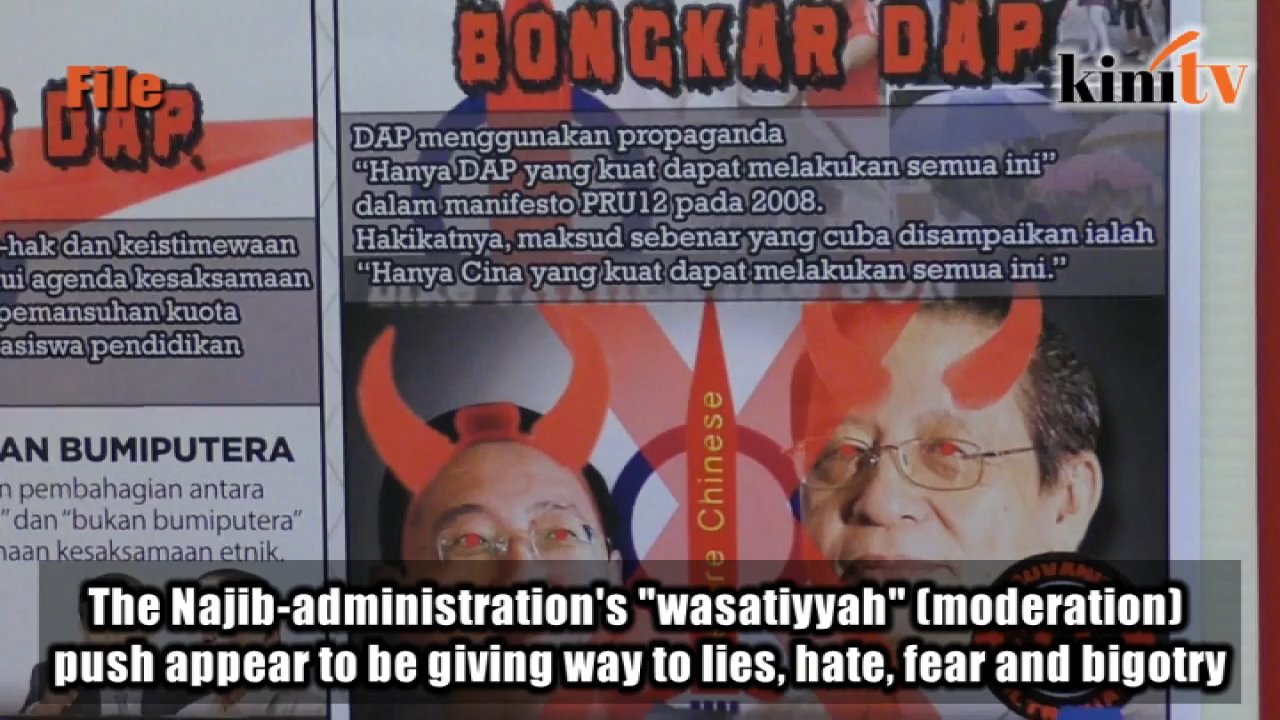 File
kinitv
BONGKAR DAP
DAP
DAP menggunakan propaganda
"Hanya DAP yang kuat dapat melakukan semua ini"
dalam manifesto PRU12 pada 2008.
Hakikatnya, maksud sebenar yang cuba disampaikan ialah
"Hanya Cina yang kuat dapat melakukan semua ini."
-hak dan keistimewaan
ui agenda kesaksamaan
pemansuhan kuota
asiswa pendidikan
AN BUMIPUTERA
n pembahagian antara
" dan "bukan bumiputera"
naan kesaksamaan etnik.
re Chinese
The Najib-administration's "wasatiyyah" (moderation)
push appear to be giving way to lies, hate, fear and bigotry